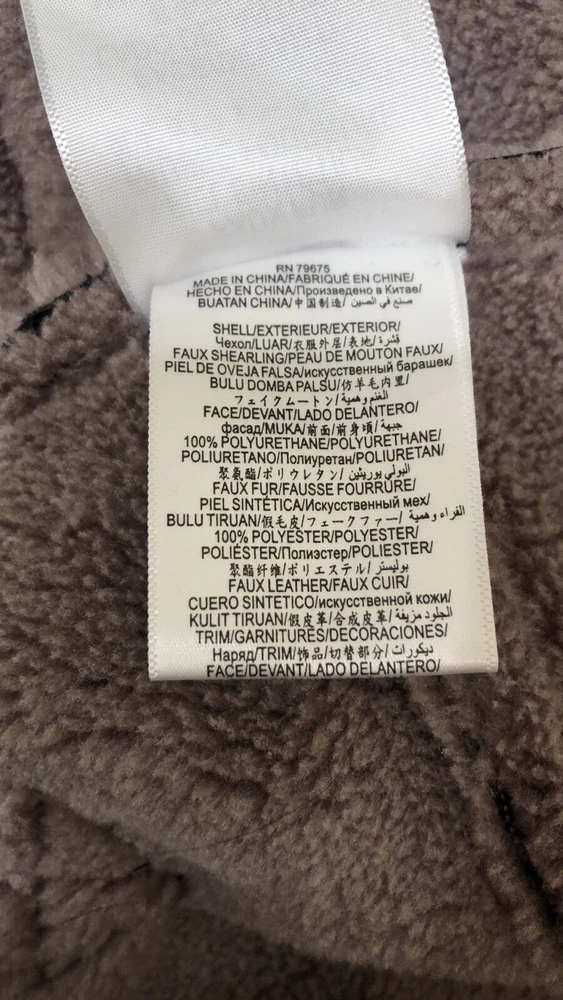 RN 79675
MADE IN CHINA/FABRIQUÉ EN CHINE/
HECHO EN CHINA/Произведено в Китае/
BUATAN CHINA/中国制造/ صنع في الصين
SHELL/EXTERIEUR/EXTERIOR/
Чехол/LUAR/衣服外层/表地/ قشرة
FAUX SHEARLING/PEAU DE MOUTON FAUX/
PIEL DE OVEJA FALSA/искусственный барашек/
BULU DOMBA PALSU/仿羊毛内里/
フェイクムートン/ الغنم وهمية
FACE/DEVANT/LADO DELANTERO/
фасад/MUKA/前面/前身頃/ جبهة
100% POLYURETHANE/POLYURETHANE/
POLIURETANO/Полиуретан/POLIURETAN/
聚氨酯/ポリウレタン/ البولي يوريثين
FAUX FUR/FAUSSE FOURRURE/
PIEL SINTÉTICA/Искусственный мех/
BULU TIRUAN/假毛皮/フェークファー/ الفراء وهمية
100% POLYESTER/POLYESTER/
POLIÉSTER/Полиэстер/POLIESTER/
聚酯纤维/ポリエステル/ بوليستر
FAUX LEATHER/FAUX CUIR/
CUERO SINTETICO/искусственной кожи/
KULIT TIRUAN/假皮革/合成皮革/ الجلود مزيفة
TRIM/GARNITURES/DECORACIONES/
Наряд/TRIM/饰品/切替部分/ ديكورات
FACE/DEVANT/LADO DELANTERO/